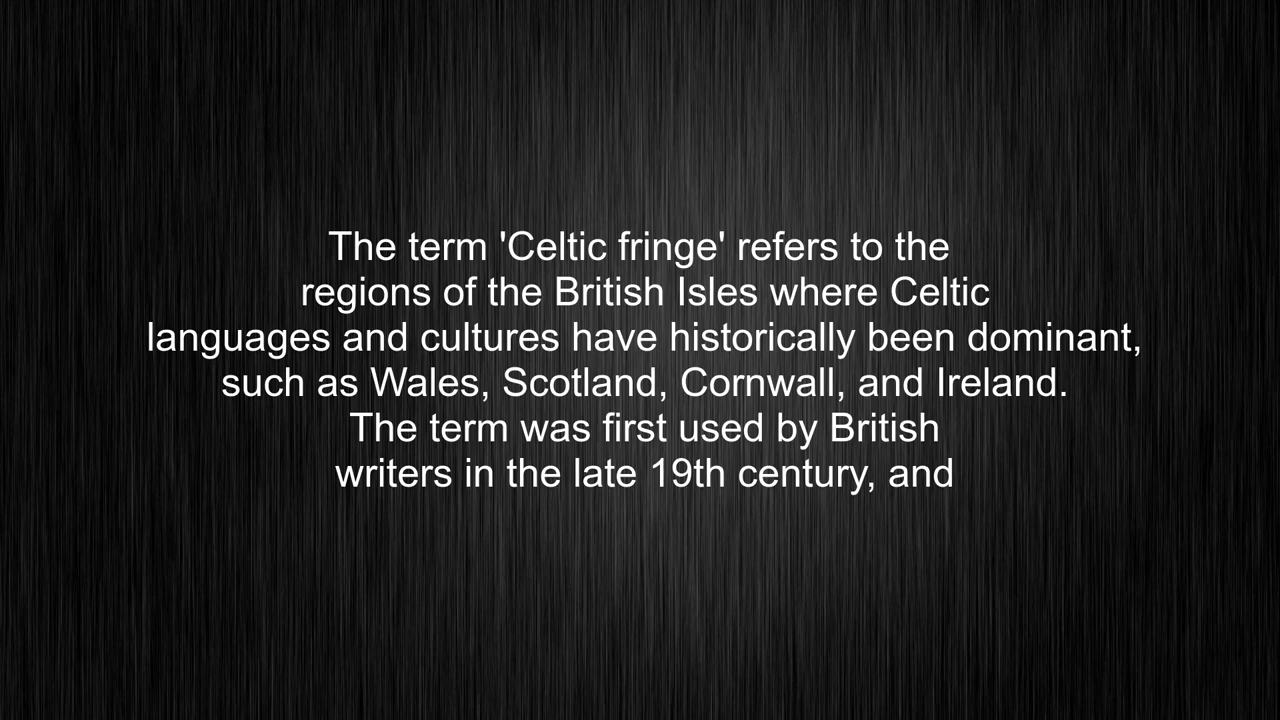 The term 'Celtic fringe' refers to the
regions of the British Isles where Celtic
languages and cultures have historically been dominant,
such as Wales, Scotland, Cornwall, and Ireland.
The term was first used by British
writers in the late 19th century, and